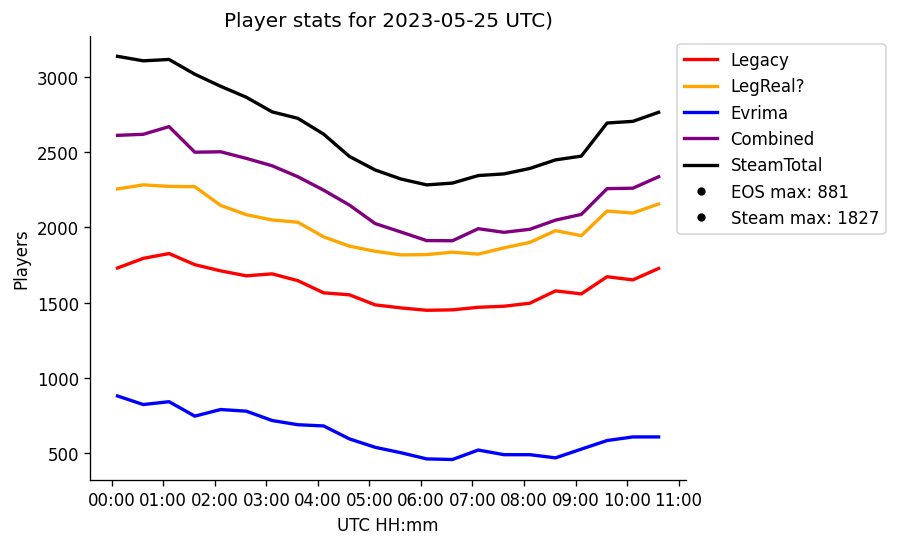 Player stats for 2023-05-25 UTC)
Players
3000
2500
2000
1500
1000
500
00:00 01:00 02:00 03:00 04:00 05:00 06:00 07:00 08:00 09:00 10:00 11:00
UTC HH:mm
Legacy
LegReal?
Evrima
Combined
SteamTotal
EOS max: 881
Steam max: 1827